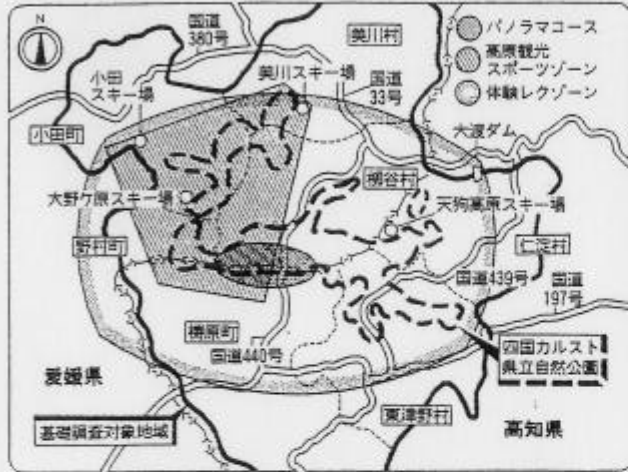 国道
380号
美川村
パノラマコース
高原観光
スポーツゾーン
体験レクゾーン
小田
スキー場
美川スキー場
国道
33号
小田町
大渡ダム
柳谷村
大野ケ原スキー場
天狗高原スキー場
野村町
仁淀村
国道439号
国道
197号
梼原町
国道440号
四国カルスト
県立自然公園
愛媛県
東津野村
基礎調査対象地域
高知県